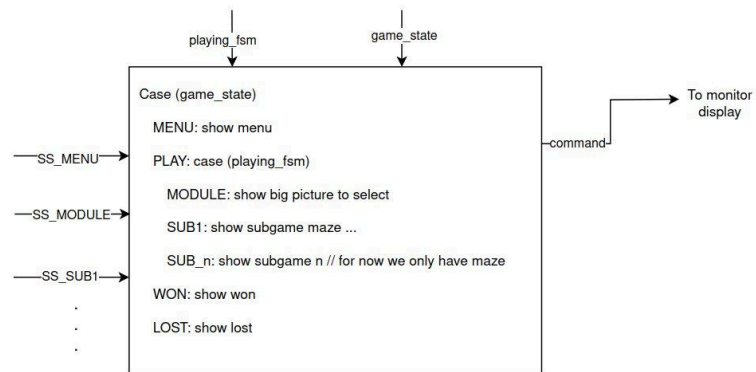 playing_fsm
game_state
Case (game_state)
MENU: show menu
PLAY: case (playing_fsm)
MODULE: show big picture to select
SUB1: show subgame maze ...
SUB_n: show subgame n // for now we only have maze
WON: show won
LOST: show lost
SS_MENU
SS_MODULE
SS_SUB1
.
.
.
command
To monitor
display